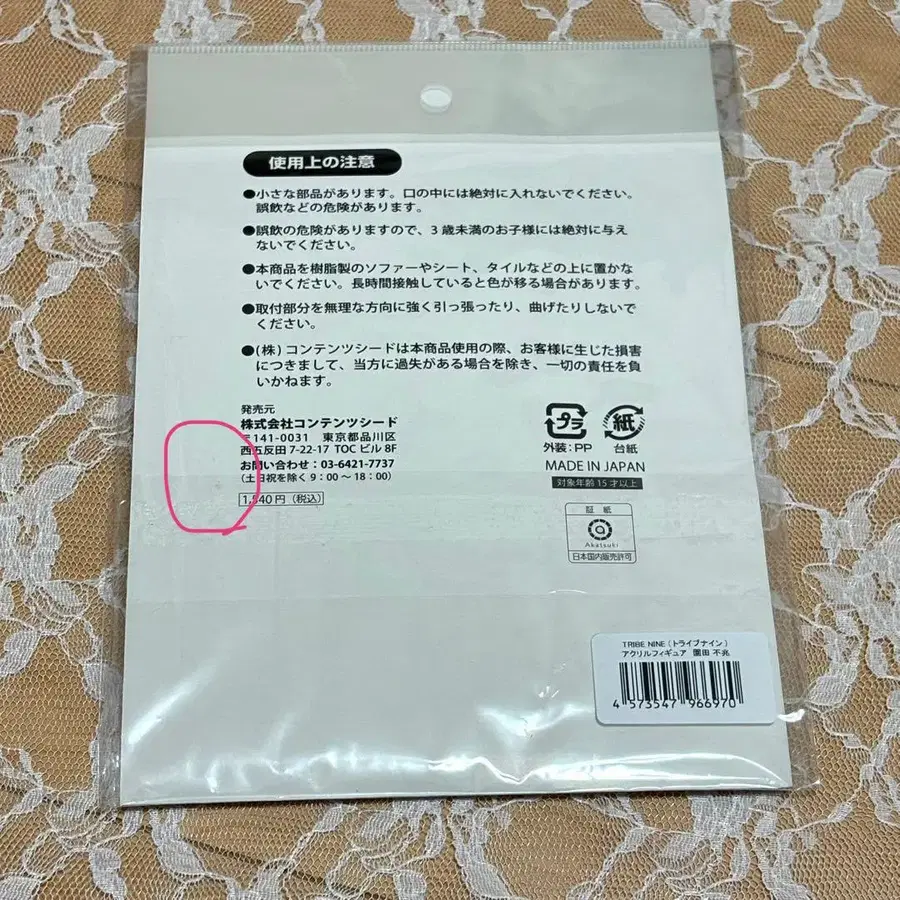 使用上の注意
●小さな部品があります。口の中には絶対に入れないでください。
誤飲などの危険があります。
●誤飲の危険がありますので、3歳未満のお子様には絶対に与え
ないでください。
●本商品を樹脂製のソファーやシート、タイルなどの上に置かな
いでください。長時間接触していると色が移る場合があります。
●取付部分を無理な方向に強く引っ張ったり、曲げたりしないで
ください。
●(株)コンテンツシードは本商品使用の際、お客様に生じた損害
につきまして、当方に過失がある場合を除き、一切の責任を負
いかねます。
発売元
株式会社コンテンツシード
〒141-0031 東京都品川区
西五反田7-22-17 TOCビル8F
お問い合わせ:03-6421-7737
(土日祝を除く9:00〜18:00)
1,540円(税込)
プラ
外装:PP
紙
台紙
MADE IN JAPAN
対象年齢15才以上
証紙
Akatsuki
日本国内販売許可
TRIBE NINE(トライブナイン)
アクリルフィギュア 園田 不兆
4 573547 966970